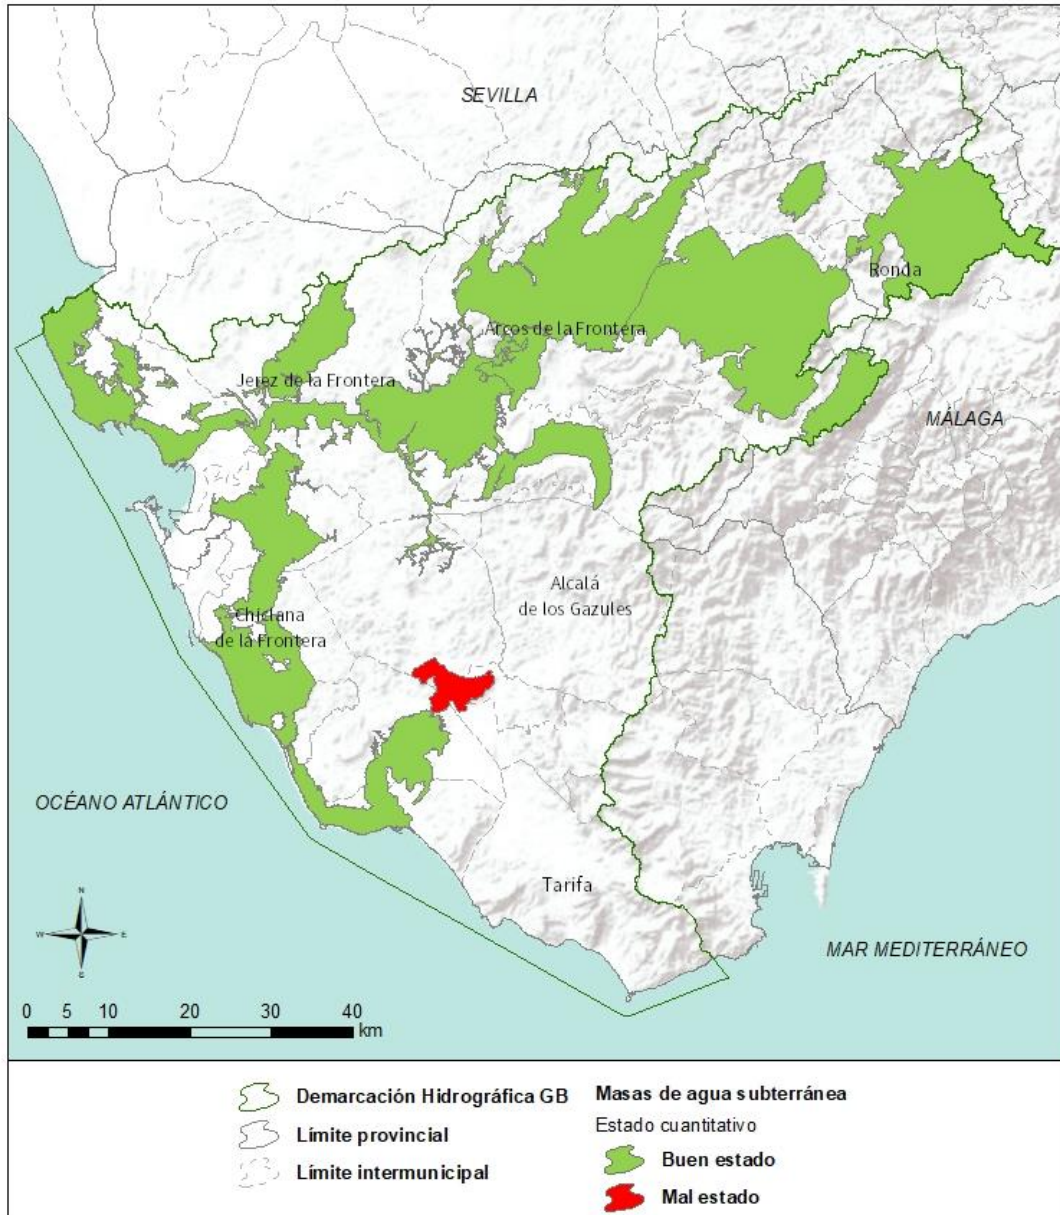 SEVILLA
Ronda
Arcos de la Frontera
Jerez de la Frontera
MÁLAGA
Alcalá
de los Gazules
Chiclana
de la Frontera
OCÉANO ATLÁNTICO
Tarifa
N
W E
S
MAR MEDITERRÁNEO
0 5 10 20 30 40
km
Demarcación Hidrográfica GB
Límite provincial
Límite intermunicipal
Masas de agua subterránea
Estado cuantitativo
Buen estado
Mal estado